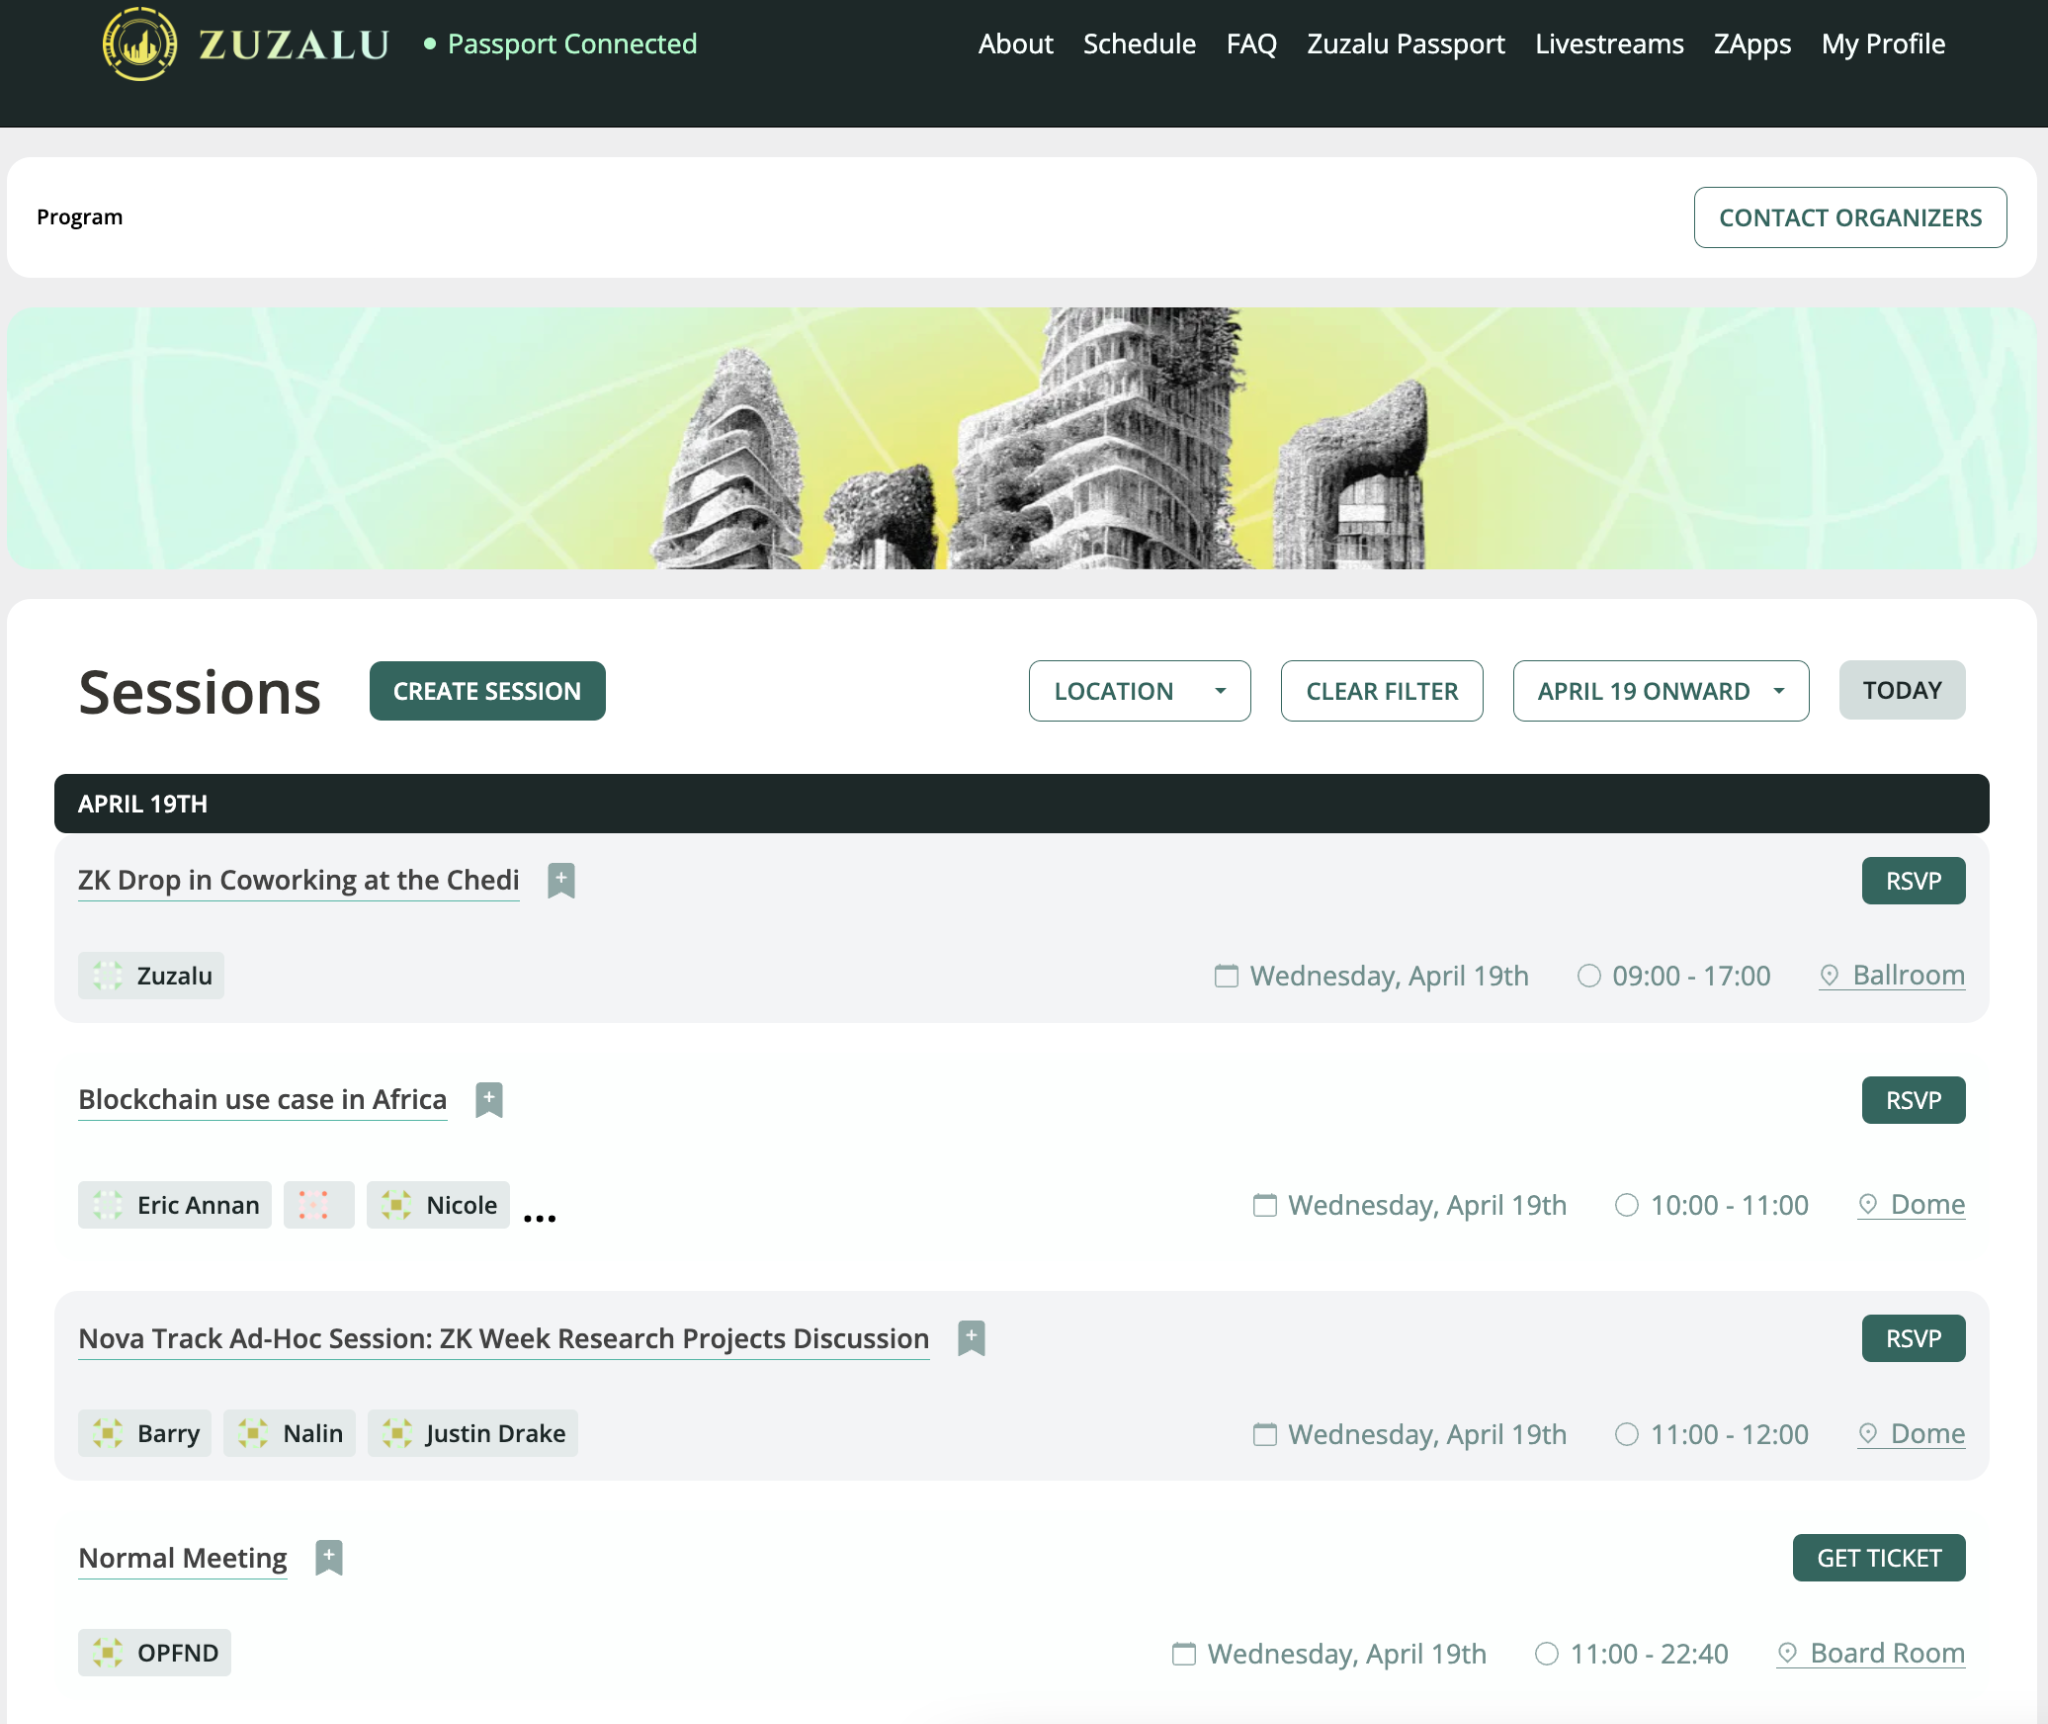 ZUZALU
Passport Connected
About Schedule FAQ Zuzalu Passport Livestreams ZApps My Profile
Program
CONTACT ORGANIZERS
Sessions
CREATE SESSION
LOCATION
CLEAR FILTER
APRIL 19 ONWARD
TODAY
APRIL 19TH
ZK Drop in Coworking at the Chedi
RSVP
Zuzalu
Wednesday, April 19th 09:00 - 17:00 Ballroom
Blockchain use case in Africa
RSVP
Eric Annan Nicole ...
Wednesday, April 19th 10:00 - 11:00 Dome
Nova Track Ad-Hoc Session: ZK Week Research Projects Discussion
RSVP
Barry Nalin Justin Drake
Wednesday, April 19th 11:00 - 12:00 Dome
Normal Meeting
GET TICKET
OPFND
Wednesday, April 19th 11:00 - 22:40 Board Room